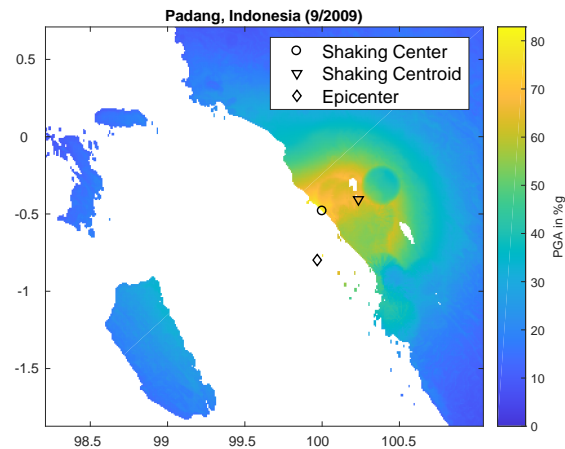 Padang, Indonesia (9/2009)
Shaking Center
Shaking Centroid
Epicenter
0.5
0
-0.5
-1
-1.5
98.5 99 99.5 100 100.5
80
70
60
50
40
30
20
10
0
PGA in %g